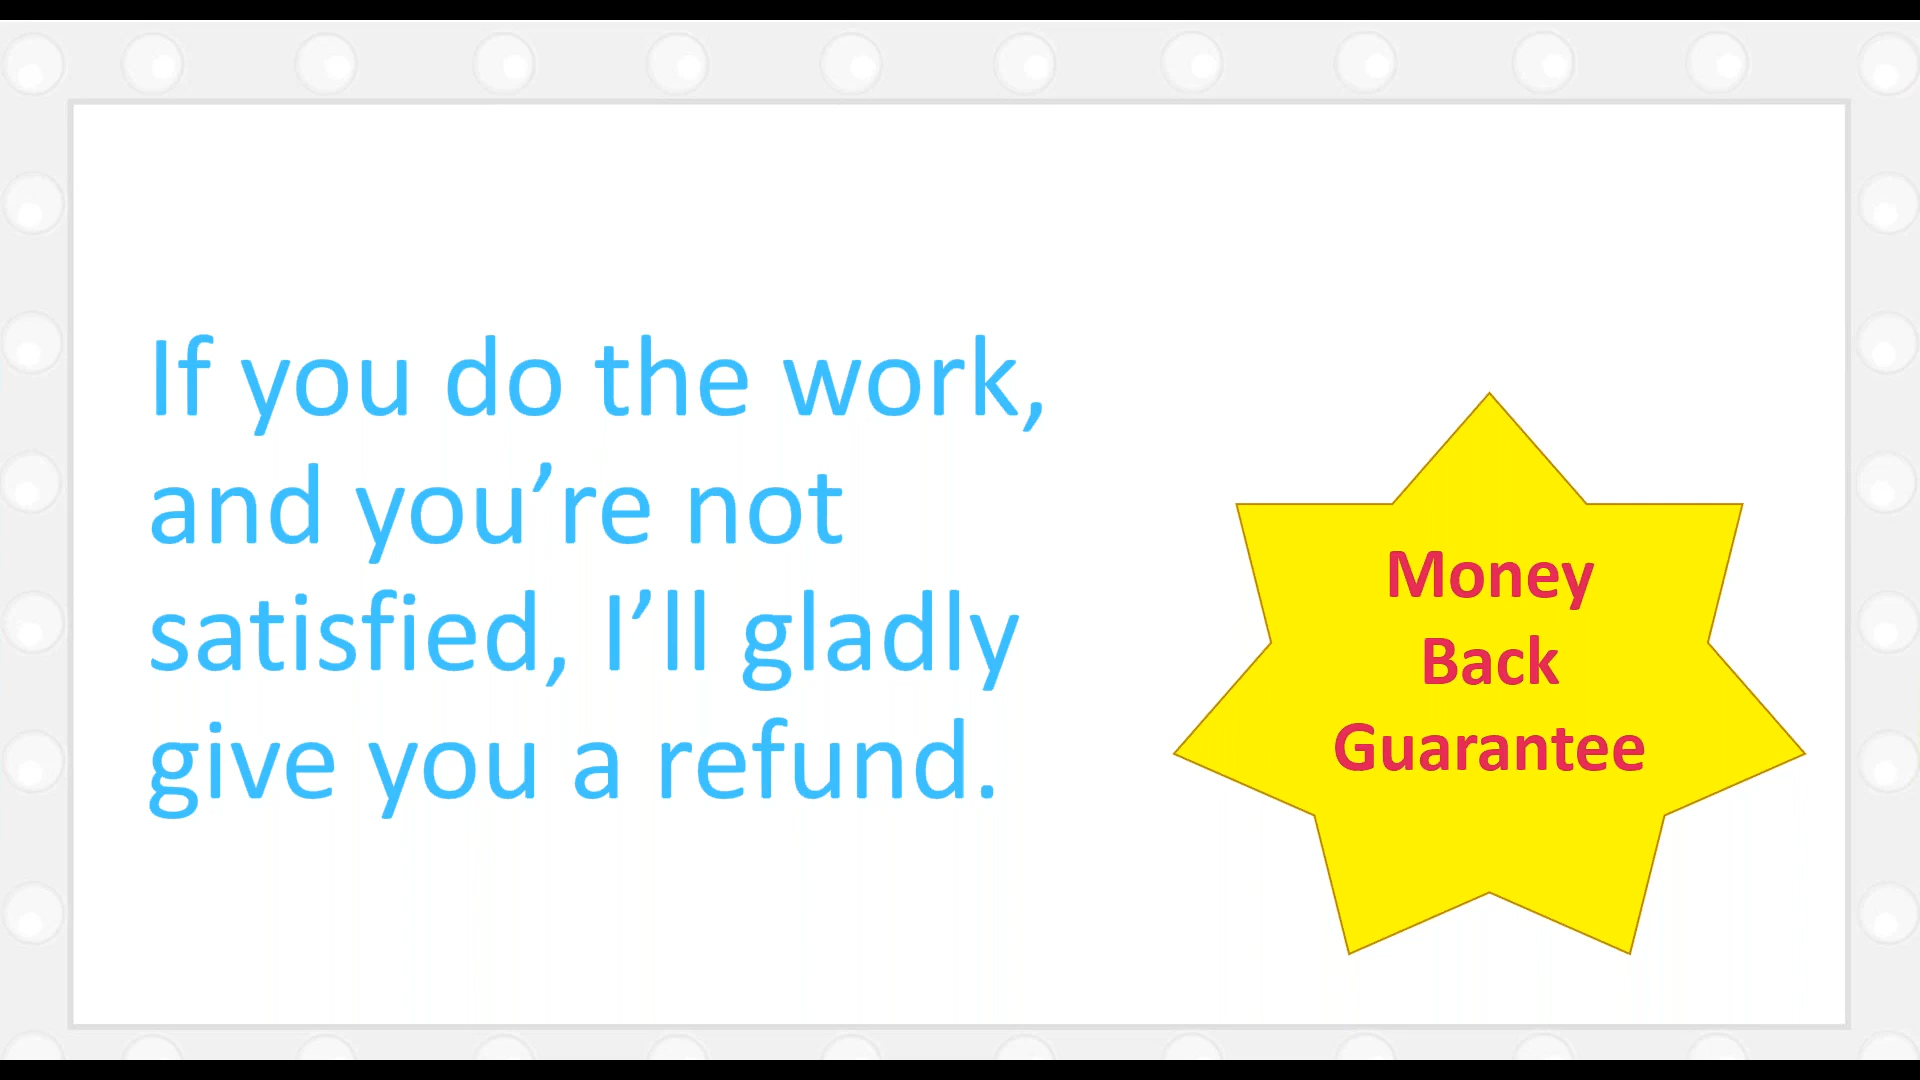 If you do the work,
and you’re not
satisfied, I’ll gladly
give you a refund.
Money
Back
Guarantee